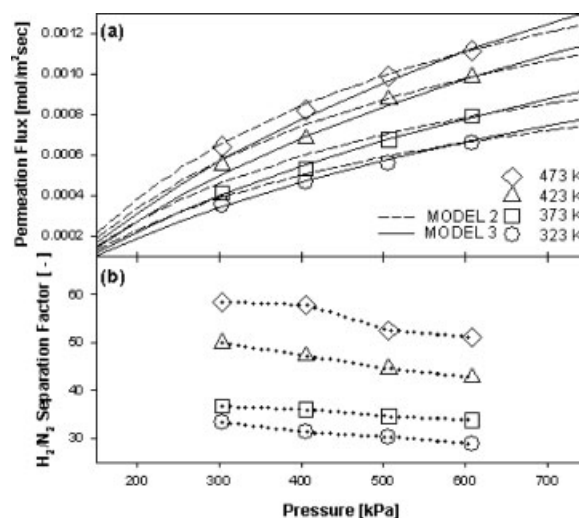 (a)
Permeation Flux [mol/m²sec]
0.0012
0.0010
0.0008
0.0006
0.0004
0.0002
473 K
423 K
MODEL 2
373 K
MODEL 3
323 K
(b)
H₂/N₂ Separation Factor [ - ]
60
50
40
30
200
300
400
500
600
700
Pressure [kPa]